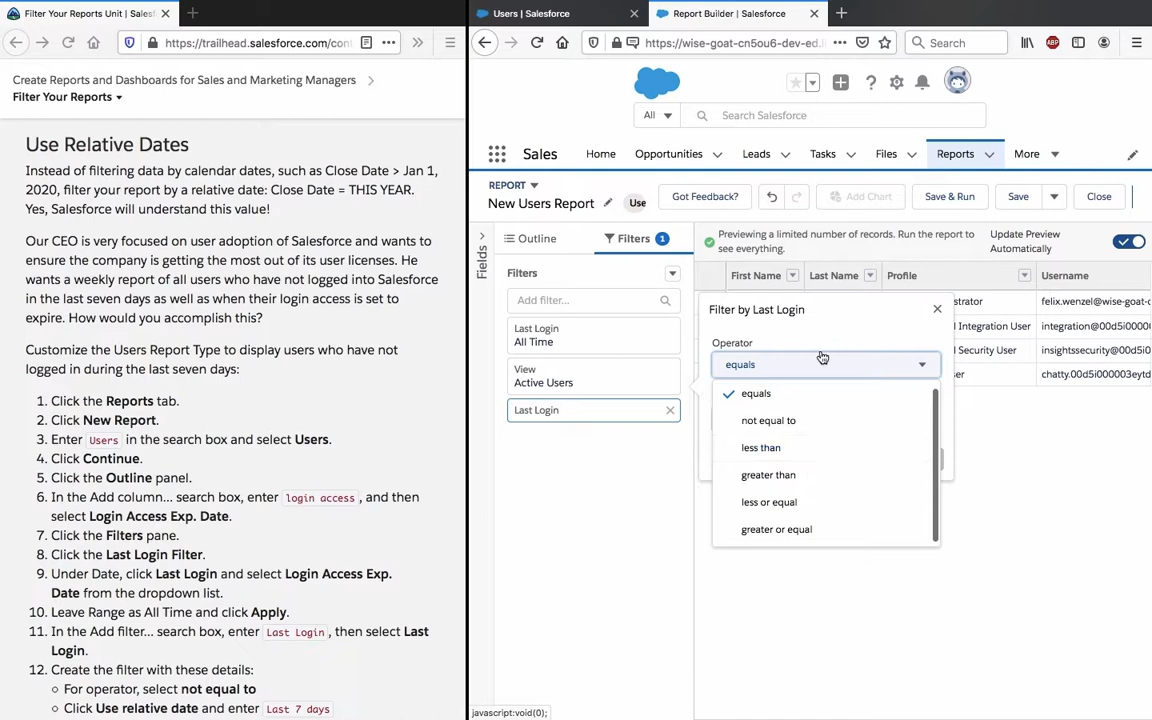 Filter Your Reports Unit | Salesf
Users | Salesforce
Report Builder | Salesforce
https://trailhead.salesforce.com/con
https://wise-goat-cn5ou6-dev-ed.l
Search
ABP
Create Reports and Dashboards for Sales and Marketing Managers
Filter Your Reports
Use Relative Dates
Instead of filtering data by calendar dates, such as Close Date > Jan 1,
2020, filter your report by a relative date: Close Date = THIS YEAR.
Yes, Salesforce will understand this value!
Our CEO is very focused on user adoption of Salesforce and wants to
ensure the company is getting the most out of its user licenses. He
wants a weekly report of all users who have not logged into Salesforce
in the last seven days as well as when their login access is set to
expire. How would you accomplish this?
Customize the Users Report Type to display users who have not
logged in during the last seven days:
1. Click the Reports tab.
2. Click New Report.
3. Enter Users in the search box and select Users.
4. Click Continue.
5. Click the Outline panel.
6. In the Add column... search box, enter login access, and then
select Login Access Exp. Date.
7. Click the Filters pane.
8. Click the Last Login Filter.
9. Under Date, click Last Login and select Login Access Exp.
Date from the dropdown list.
10. Leave Range as All Time and click Apply.
11. In the Add filter... search box, enter Last Login, then select Last
Login.
12. Create the filter with these details:
For operator, select not equal to
Click Use relative date and enter Last 7 days
All
Search Salesforce
Sales
Home
Opportunities
Leads
Tasks
Files
Reports
More
REPORT
New Users Report
Use
Got Feedback?
Add Chart
Save & Run
Save
Close
Fields
Outline
Filters 1
Previewing a limited number of records. Run the report to
see everything.
Update Preview
Automatically
Filters
Add filter...
Last Login
All Time
View
Active Users
Last Login
First Name
Last Name
Profile
Username
strator
felix.wenzel@wise-goat-c
l Integration User
integration@00d5i0000
l Security User
insightssecurity@00d5i
ser
chatty.00d5i000003eytd
Filter by Last Login
Operator
equals
equals
not equal to
less than
greater than
less or equal
greater or equal
javascript:void(0);